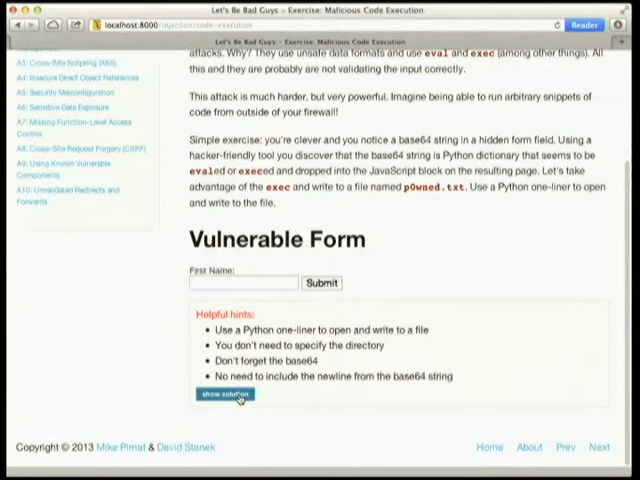 Let's Be Bad Guys – Exercise: Malicious Code Execution
localhost:8000/injection/code-execution
Reader
Let's Be Bad Guys – Exercise: Malicious Code Execution
A3: Cross-Site Scripting (XSS)
A4: Insecure Direct Object References
A5: Security Misconfiguration
A6: Sensitive Data Exposure
A7: Missing Function-Level Access
Control
A8: Cross-Site Request Forgery (CSRF)
A9: Using Known Vulnerable
Components
A10: Unvalidated Redirects and
Forwards
attacks. Why? They use unsafe data formats and use eval and exec (among other things). All
this and they are probably are not validating the input correctly.
This attack is much harder, but very powerful. Imagine being able to run arbitrary snippets of
code from outside of your firewall!
Simple exercise: you're clever and you notice a base64 string in a hidden form field. Using a
hacker-friendly tool you discover that the base64 string is Python dictionary that seems to be
evaled or execed and dropped into the JavaScript block on the resulting page. Let's take
advantage of the exec and write to a file named p0wned.txt. Use a Python one-liner to open
and write to the file.
Vulnerable Form
First Name:
Submit
Helpful hints:
• Use a Python one-liner to open and write to a file
• You don't need to specify the directory
• Don't forget the base64
• No need to include the newline from the base64 string
show solution
Copyright © 2013 Mike Pirnat & David Stanek
Home About Prev Next